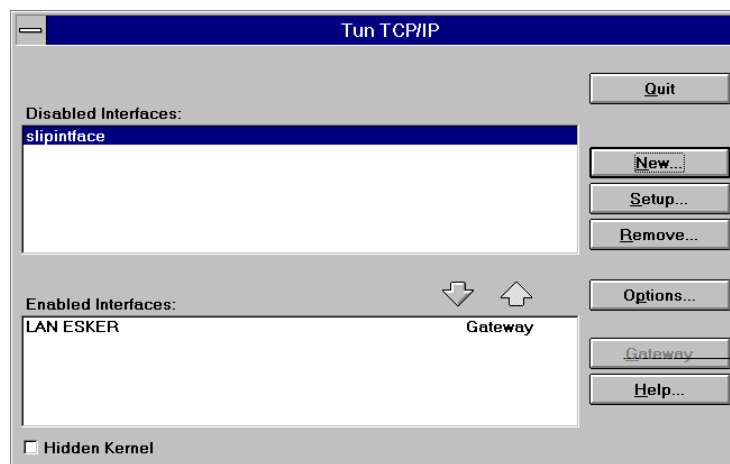 Tun TCP/IP
Quit
Disabled Interfaces:
slipintface
New...
Setup...
Remove...
Enabled Interfaces:
Options...
LAN ESKER Gateway
Gateway
Help...
Hidden Kernel